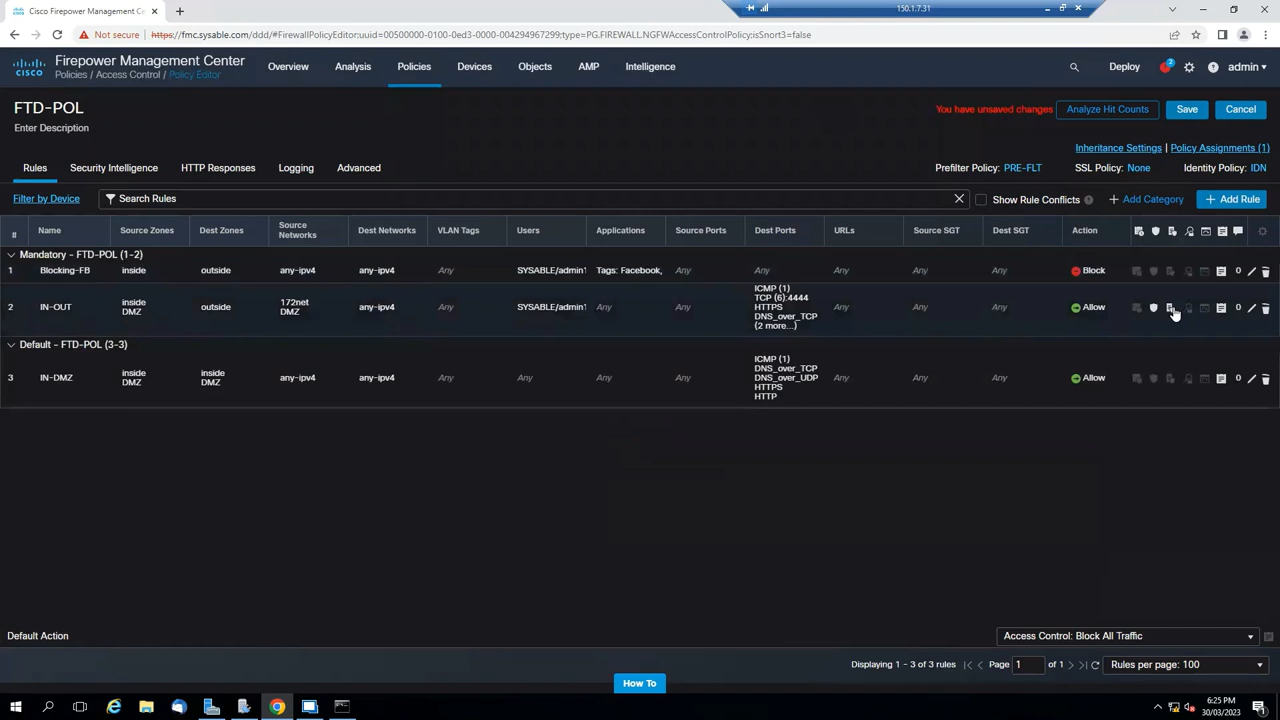 Cisco Firepower Management Cen
150.1.7.31
Not secure
https://fmc.sysable.com/ddd/#FirewallPolicyEditor;uuid=00500000-0100-0ed3-0000-004294967299;type=PG.FIREWALL.NGFWAccessControlPolicy;isSnort3=false
CISCO
Firepower Management Center
Policies / Access Control / Policy Editor
Overview
Analysis
Policies
Devices
Objects
AMP
Intelligence
Deploy
2
admin
FTD-POL
Enter Description
You have unsaved changes
Analyze Hit Counts
Save
Cancel
Inheritance Settings | Policy Assignments (1)
Rules
Security Intelligence
HTTP Responses
Logging
Advanced
Prefilter Policy: PRE-FLT
SSL Policy: None
Identity Policy: IDN
Filter by Device
Search Rules
Show Rule Conflicts
+ Add Category
+ Add Rule
#
Name
Source Zones
Dest Zones
Source Networks
Dest Networks
VLAN Tags
Users
Applications
Source Ports
Dest Ports
URLs
Source SGT
Dest SGT
Action
Mandatory - FTD-POL (1-2)
1
Blocking-FB
inside
outside
any-ipv4
any-ipv4
Any
SYSABLE/admin1
Tags: Facebook,
Any
Any
Any
Any
Any
Block
0
2
IN-OUT
inside
DMZ
outside
172net
DMZ
any-ipv4
Any
SYSABLE/admin1
Any
Any
ICMP (1)
TCP (6):4444
HTTPS
DNS_over_TCP
(2 more...)
Any
Any
Any
Allow
0
Default - FTD-POL (3-3)
3
IN-DMZ
inside
DMZ
inside
DMZ
any-ipv4
any-ipv4
Any
Any
Any
Any
ICMP (1)
DNS_over_TCP
DNS_over_UDP
HTTPS
HTTP
Any
Any
Any
Allow
0
Default Action
Access Control: Block All Traffic
Displaying 1 - 3 of 3 rules
Page 1 of 1
Rules per page: 100
How To
6:25 PM
30/03/2023
1